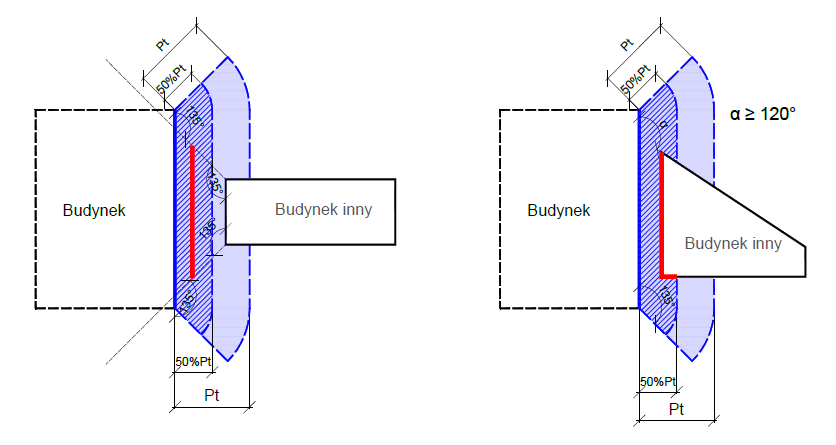 Pt
50%Pt
135°
Budynek
135°
Budynek inny
135°
135°
50%Pt
Pt
Pt
50%Pt
α ≥ 120°
α
Budynek
Budynek inny
135°
50%Pt
Pt